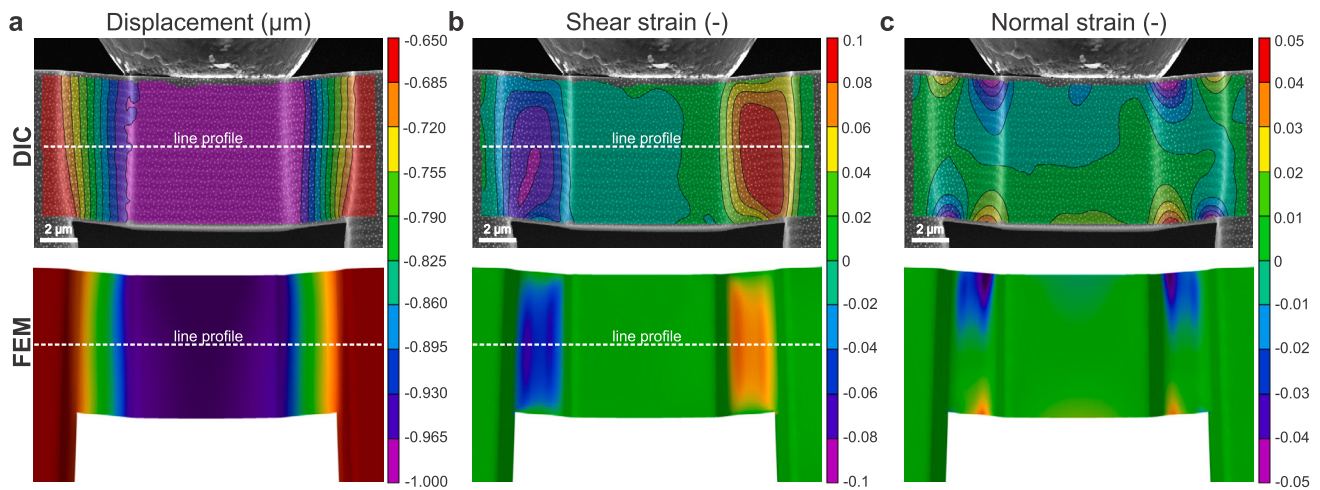 a Displacement (µm)
b Shear strain (-)
c Normal strain (-)
DIC
line profile
2 µm
line profile
2 µm
2 µm
FEM
line profile
line profile
-0.650
-0.685
-0.720
-0.755
-0.790
-0.825
-0.860
-0.895
-0.930
-0.965
-1.000
0.1
0.08
0.06
0.04
0.02
0
-0.02
-0.04
-0.06
-0.08
-0.1
0.05
0.04
0.03
0.02
0.01
0
-0.01
-0.02
-0.03
-0.04
-0.05